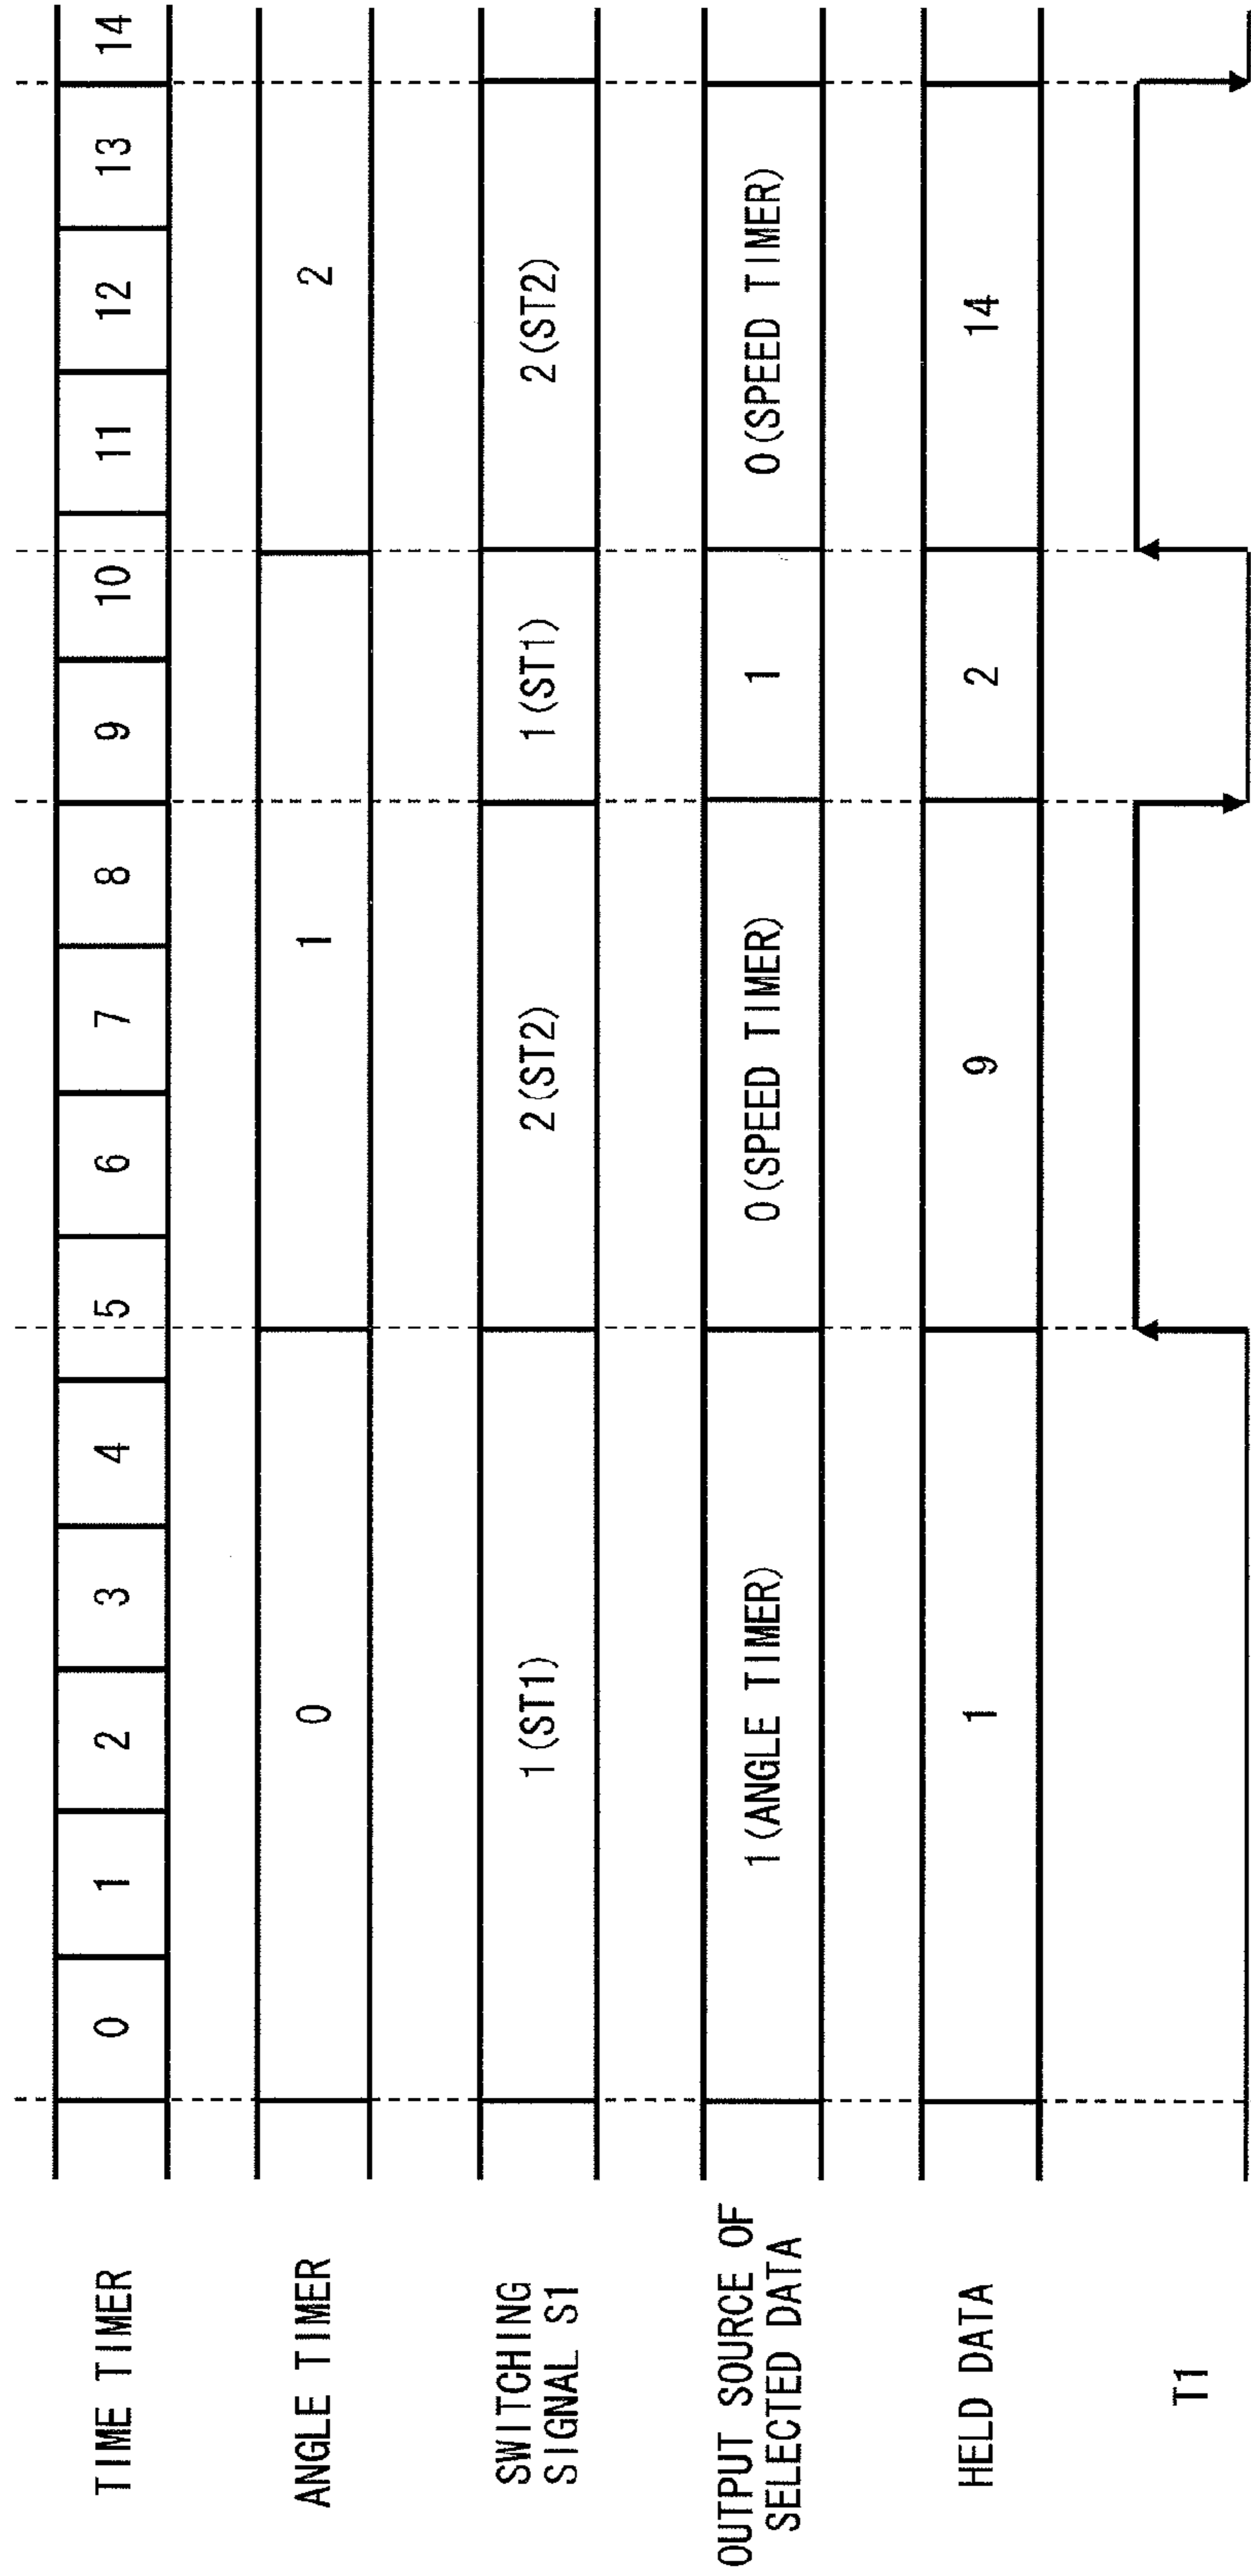 TIME TIMER
0 1 2 3 4 5 6 7 8 9 10 11 12 13 14
ANGLE TIMER
0 1 2
SWITCHING
SIGNAL S1
1(ST1) 2(ST2) 1(ST1) 2(ST2)
OUTPUT SOURCE OF
SELECTED DATA
1(ANGLE TIMER) 0(SPEED TIMER) 1 0(SPEED TIMER)
HELD DATA
1 9 2 14
T1